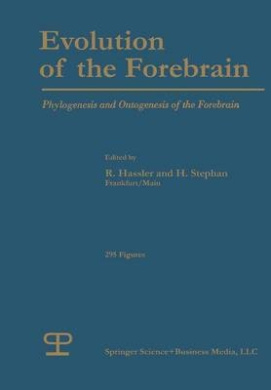 Evolution
of the Forebrain
Phylogenesis and Ontogenesis of the Forebrain
Edited by
R. Hassler and H. Stephan
Frankfurt/Main
298 Figures
Springer Science+Business Media, LLC